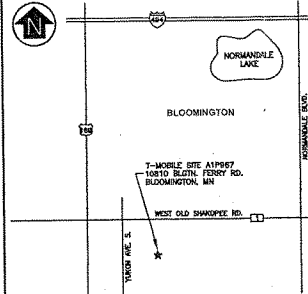 N
494
NORMANDALE
LAKE
BLOOMINGTON
NORMANDALE BLVD.
169
T-MOBILE SITE A1P967
10810 BLGTN. FERRY RD.
BLOOMINGTON, MN
WEST OLD SHAKOPEE RD.
1
YUKON AVE. S.